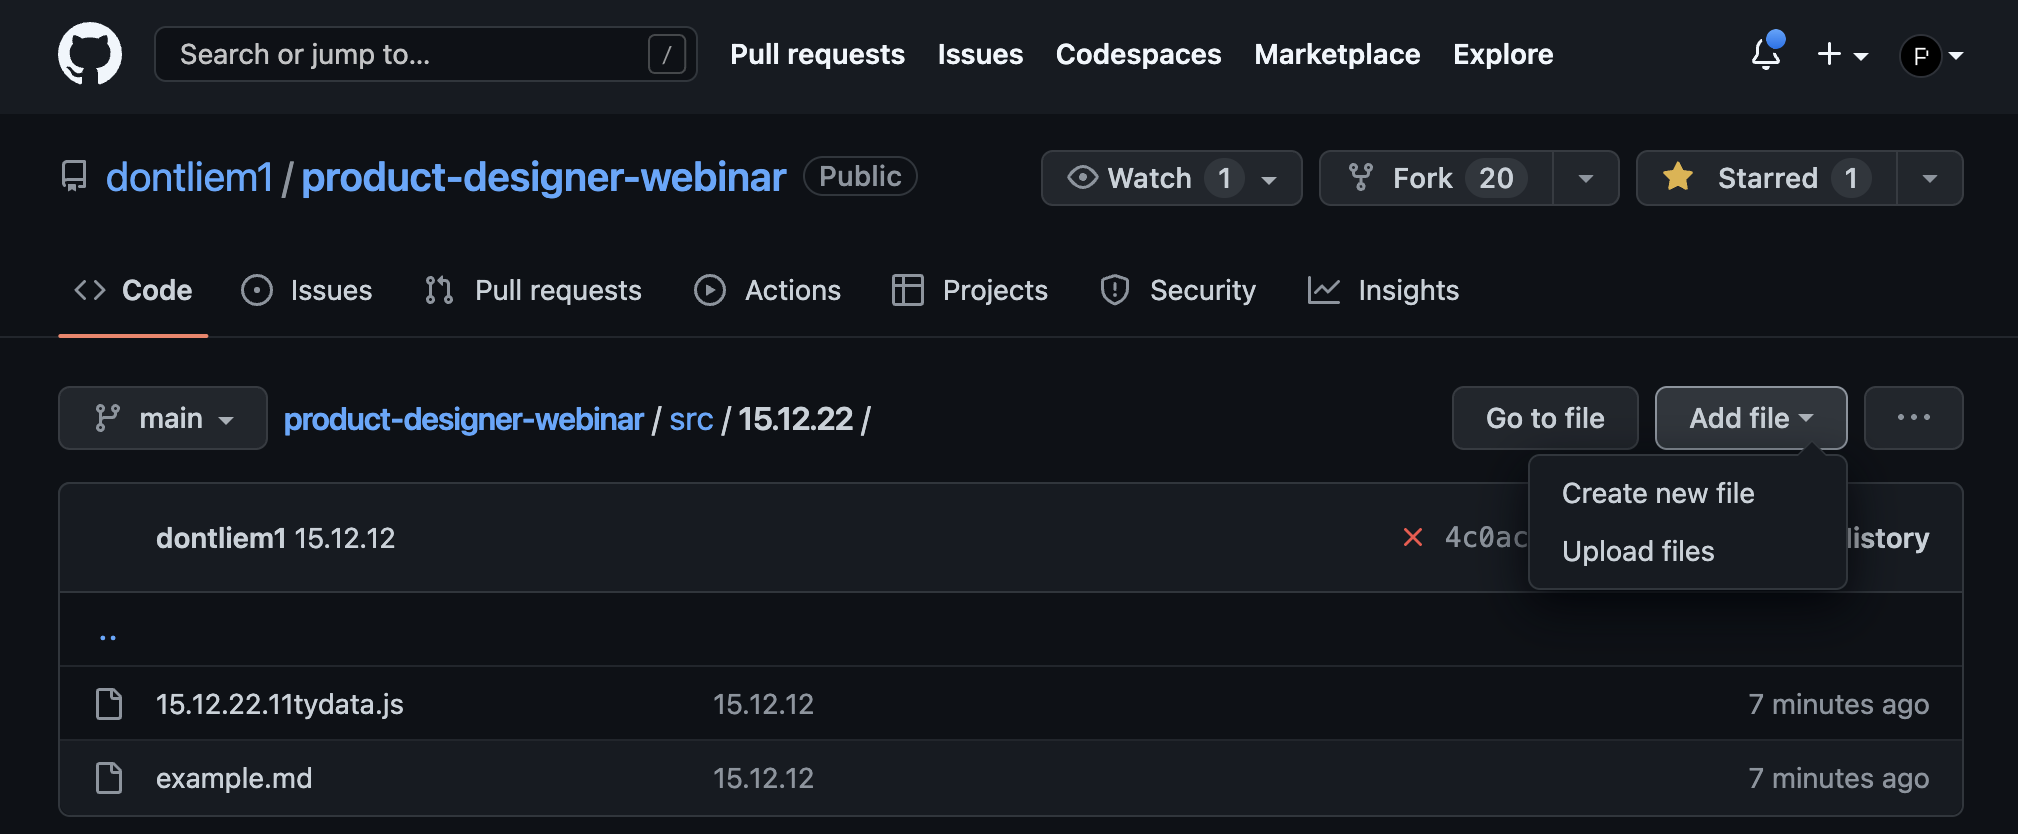 Search or jump to... / Pull requests Issues Codespaces Marketplace Explore F
dontliem1 / product-designer-webinar Public Watch 1 Fork 20 Starred 1
Code Issues Pull requests Actions Projects Security Insights
main product-designer-webinar / src / 15.12.22 / Go to file Add file ...
Create new file
dontliem1 15.12.12 4c0ac istory
Upload files
..
15.12.22.11tydata.js 15.12.12 7 minutes ago
example.md 15.12.12 7 minutes ago